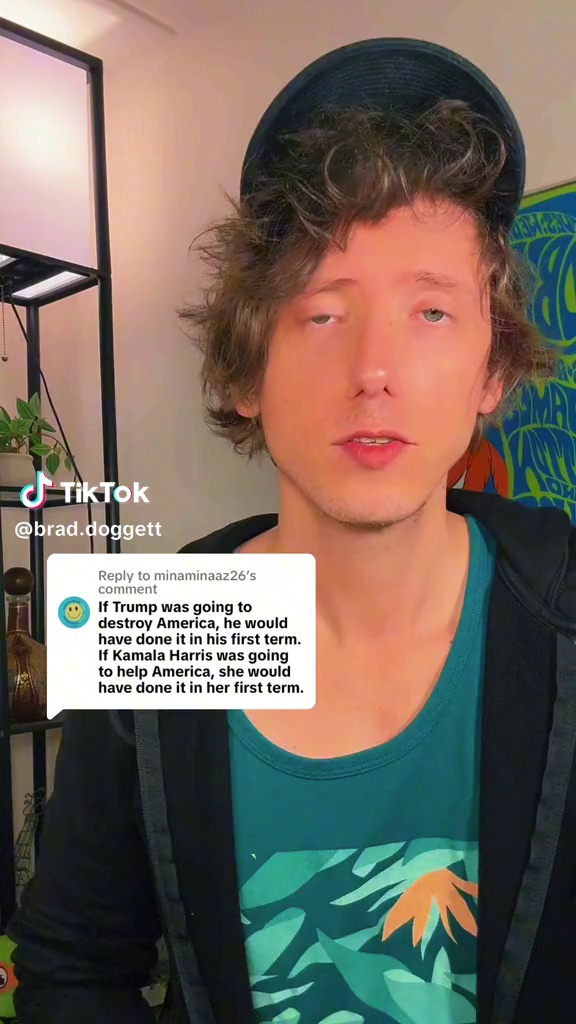 TikTok
@brad.doggett
Reply to minaminaaz26's
comment
If Trump was going to
destroy America, he would
have done it in his first term.
If Kamala Harris was going
to help America, she would
have done it in her first term.